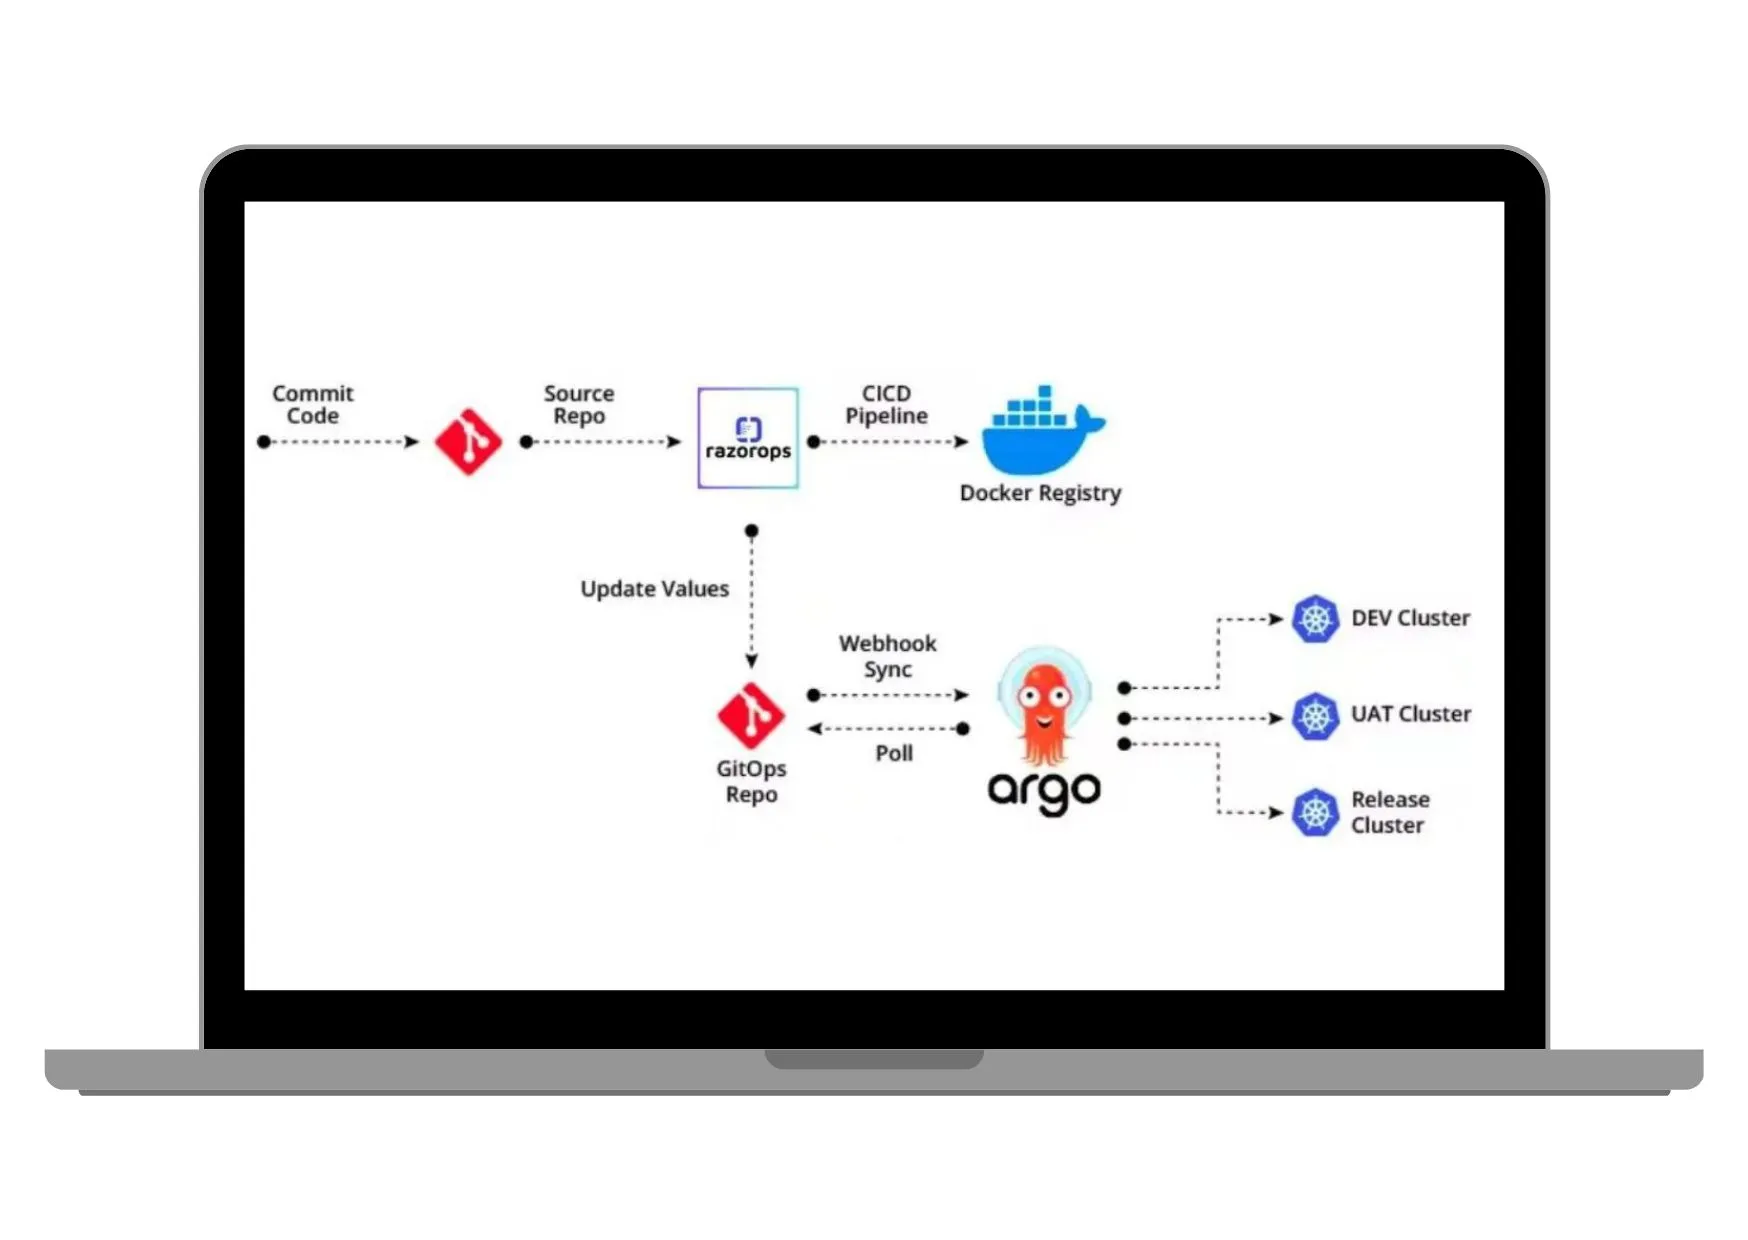 Commit
Code
Source
Repo
razorops
CICD
Pipeline
Docker Registry
Update Values
Webhook
Sync
Poll
GitOps
Repo
argo
DEV Cluster
UAT Cluster
Release
Cluster